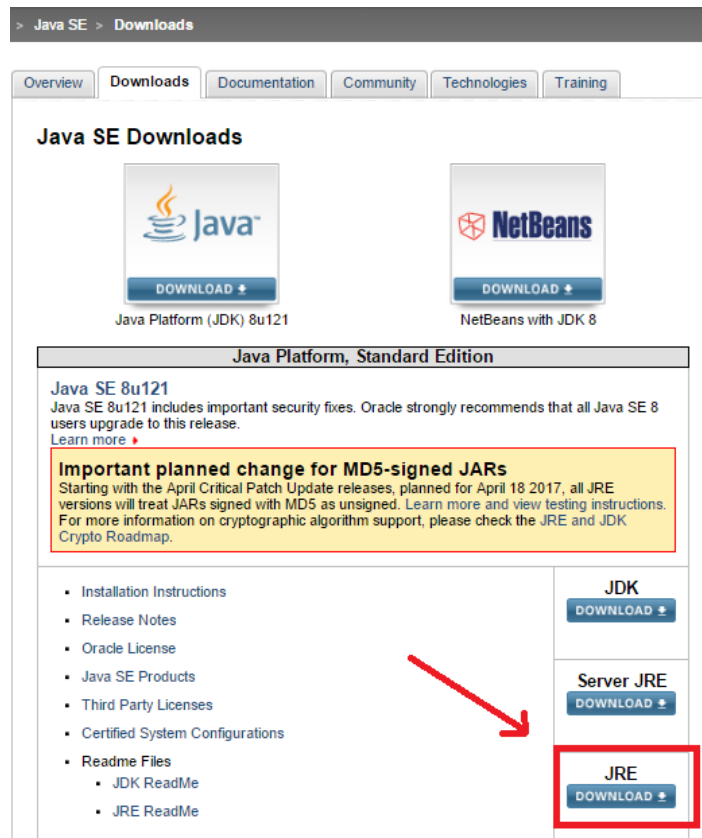 > Java SE > Downloads
Overview Downloads Documentation Community Technologies Training
Java SE Downloads
Java™ NetBeans
DOWNLOAD DOWNLOAD
Java Platform (JDK) 8u121 NetBeans with JDK 8
Java Platform, Standard Edition
Java SE 8u121
Java SE 8u121 includes important security fixes. Oracle strongly recommends that all Java SE 8
users upgrade to this release.
Learn more
Important planned change for MD5-signed JARs
Starting with the April Critical Patch Update releases, planned for April 18 2017, all JRE
versions will treat JARs signed with MD5 as unsigned. Learn more and view testing instructions.
For more information on cryptographic algorithm support, please check the JRE and JDK
Crypto Roadmap.
Installation Instructions
Release Notes
Oracle License
Java SE Products
Third Party Licenses
Certified System Configurations
Readme Files
JDK ReadMe
JRE ReadMe
JDK
DOWNLOAD
Server JRE
DOWNLOAD
JRE
DOWNLOAD